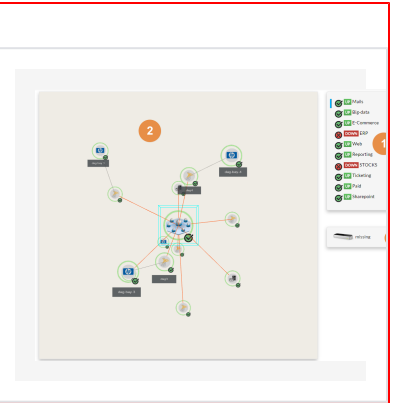 2
UP Mails
UP Big-data
UP E-Commerce
DOWN ERP
UP Web
1
UP Reporting
DOWN STOCKS
UP Ticketing
UP Paid
UP Sharepoint
missing